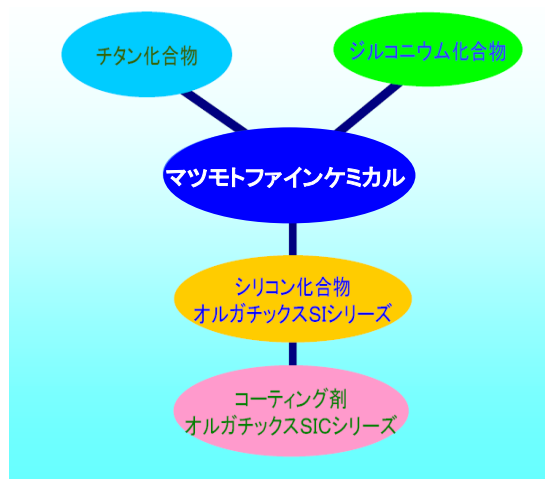 チタン化合物
ジルコニウム化合物
マツモトファインケミカル
シリコン化合物
オルガチックスSIシリーズ
コーティング剤
オルガチックスSICシリーズ